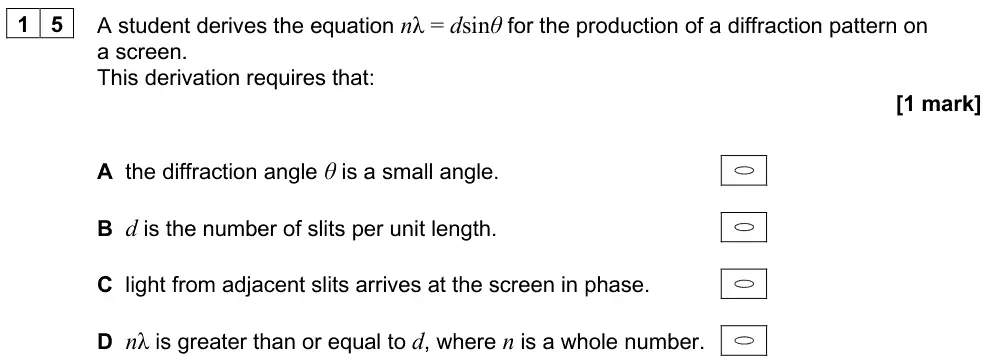 1 5 A student derives the equation nλ = dsinθ for the production of a diffraction pattern on
a screen.
This derivation requires that:
[1 mark]
A the diffraction angle θ is a small angle.
B d is the number of slits per unit length.
C light from adjacent slits arrives at the screen in phase.
D nλ is greater than or equal to d, where n is a whole number.